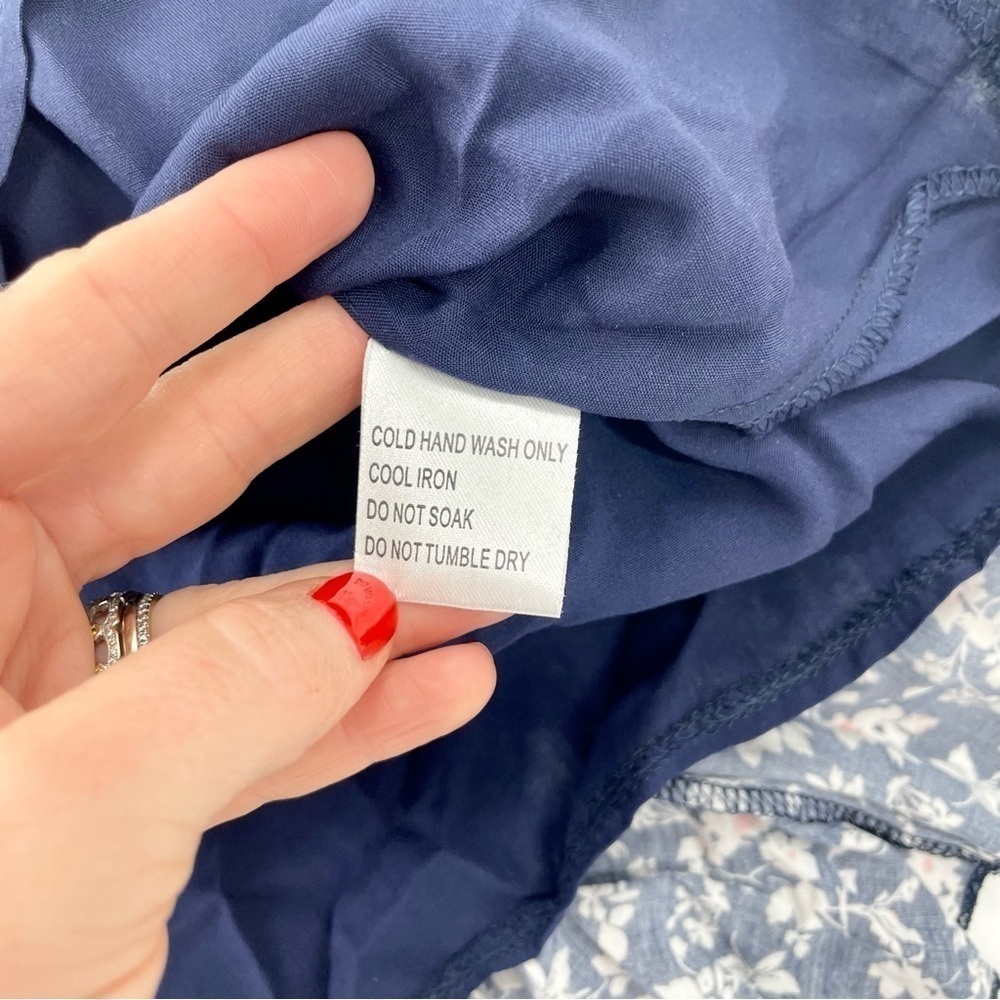 COLD HAND WASH ONLY
COOL IRON
DO NOT SOAK
DO NOT TUMBLE DRY